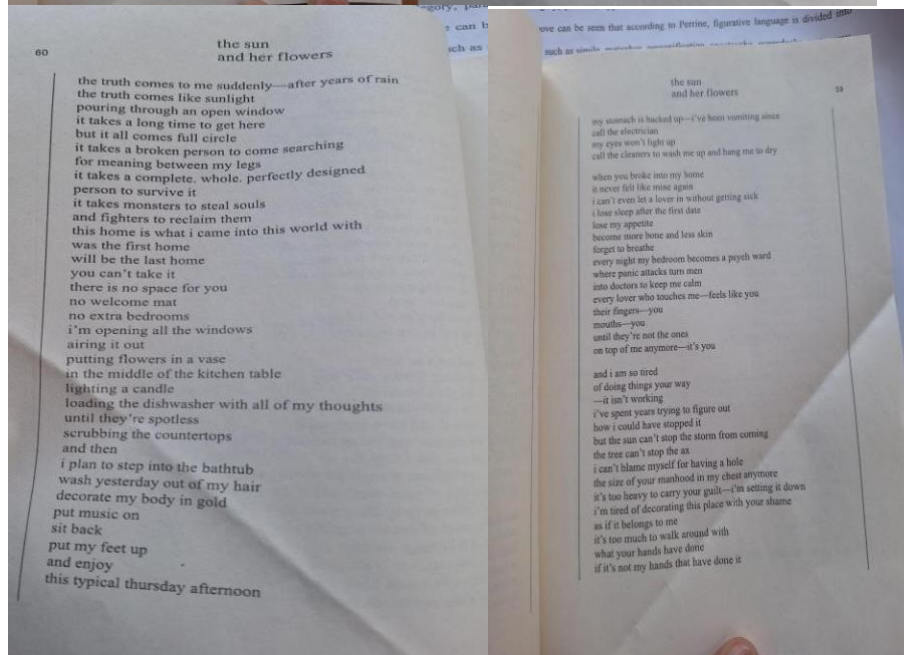 gory,
can b
ove can be seen that according to Perrine, figurative language is divided into
such as
such as simile
60
the sun
and her flowers
the truth comes to me suddenly—after years of rain
the truth comes like sunlight
pouring through an open window
it takes a long time to get here
but it all comes full circle
it takes a broken person to come searching
for meaning between my legs
it takes a complete. whole. perfectly designed
person to survive it
it takes monsters to steal souls
and fighters to reclaim them
this home is what i came into this world with
was the first home
will be the last home
you can't take it
there is no space for you
no welcome mat
no extra bedrooms
i'm opening all the windows
airing it out
putting flowers in a vase
in the middle of the kitchen table
lighting a candle
loading the dishwasher with all of my thoughts
until they're spotless
scrubbing the countertops
and then
i plan to step into the bathtub
wash yesterday out of my hair
decorate my body in gold
put music on
sit back
put my feet up
and enjoy
this typical thursday afternoon
the sun
and her flowers
59
my stomach is backed up—i've been vomiting since
call the electrician
my eyes won't light up
call the cleaners to wash me up and hang me to dry
when you broke into my home
it never felt like mine again
i can't even let a lover in without getting sick
i lose sleep after the first date
lose my appetite
become more bone and less skin
forget to breathe
every night my bedroom becomes a psych ward
where panic attacks turn men
into doctors to keep me calm
every lover who touches me—feels like you
their fingers—you
mouths—you
until they're not the ones
on top of me anymore—it's you
and i am so tired
of doing things your way
—it isn't working
i've spent years trying to figure out
how i could have stopped it
but the sun can't stop the storm from coming
the tree can't stop the ax
i can't blame myself for having a hole
the size of your manhood in my chest anymore
it's too heavy to carry your guilt—i'm setting it down
i'm tired of decorating this place with your shame
as if it belongs to me
it's too much to walk around with
what your hands have done
if it's not my hands that have done it